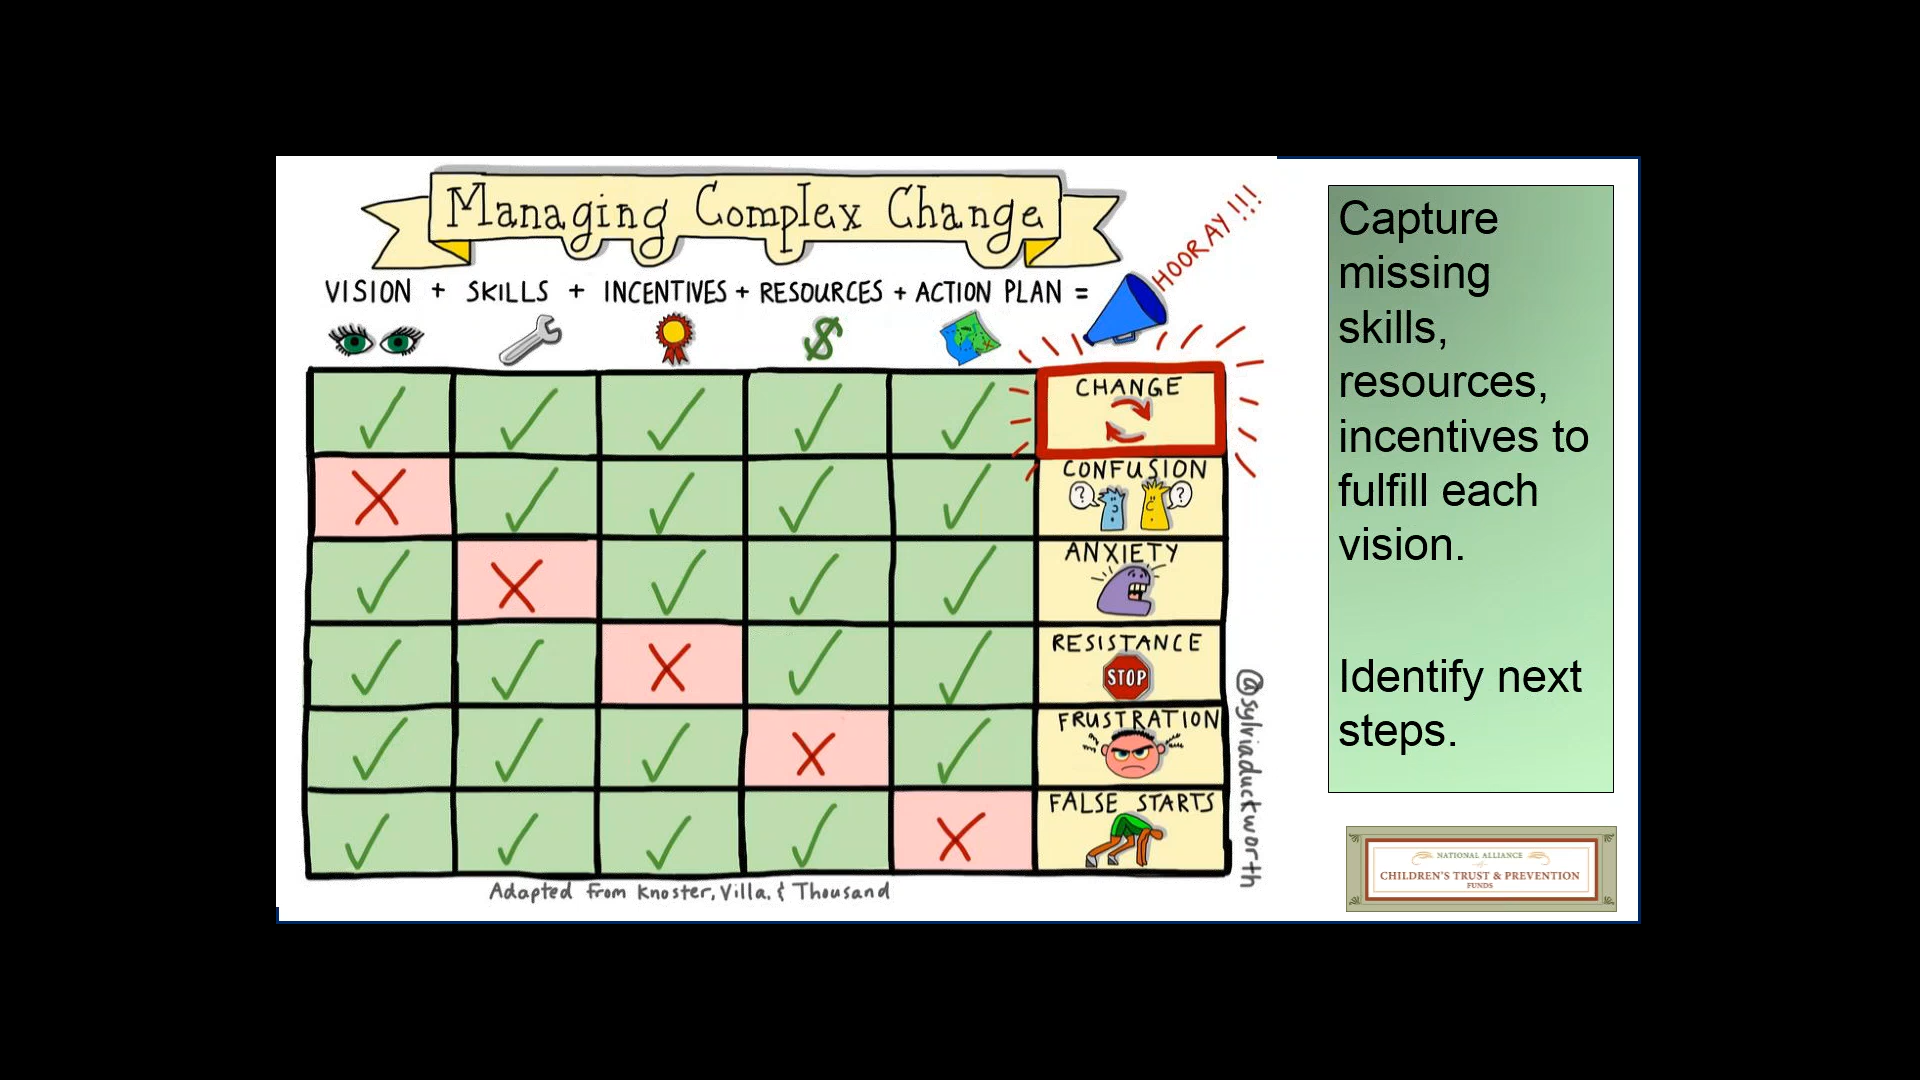 Managing Complex Change
HOORAY!!!
VISION + SKILLS + INCENTIVES + RESOURCES + ACTION PLAN =
$
CHANGE
CONFUSION
? ?
ANXIETY
RESISTANCE
STOP
FRUSTRATION
FALSE STARTS
Adapted from Knoster, Villa, & Thousand
@sylviaduckworth
Capture
missing
skills,
resources,
incentives to
fulfill each
vision.
Identify next
steps.
NATIONAL ALLIANCE
of
CHILDREN'S TRUST & PREVENTION
FUNDS